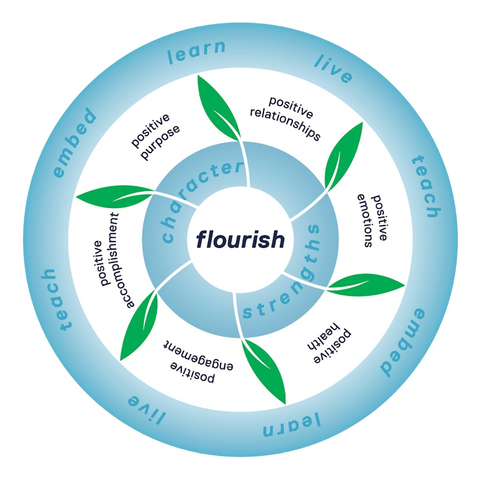 learn
live
teach
embed
learn
live
teach
embed
positive
relationships
positive
emotions
positive
health
positive
engagement
positive
accomplishment
positive
purpose
character
strengths
flourish